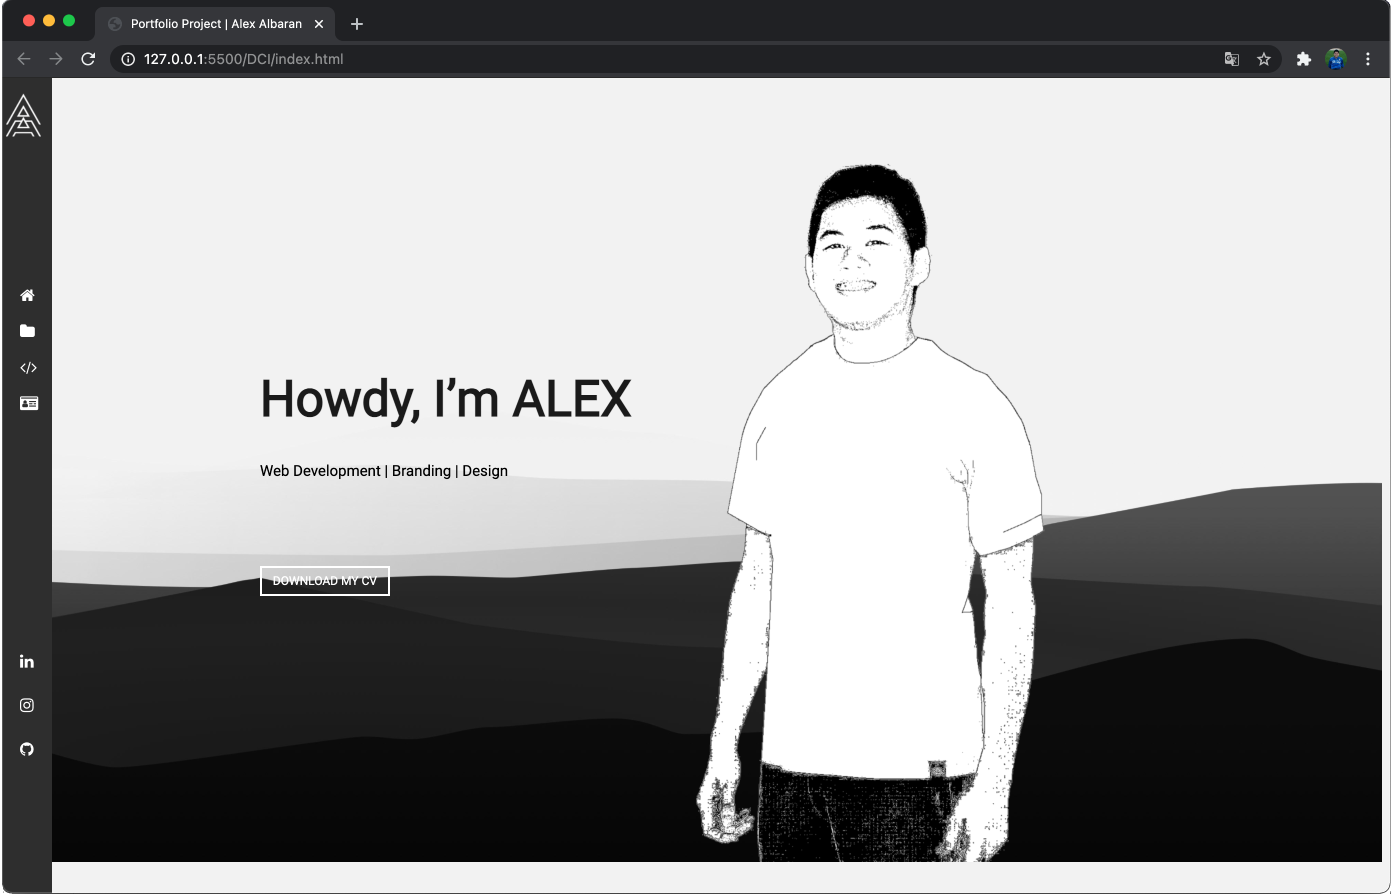 Portfolio Project | Alex Albaran
127.0.0.1:5500/DCI/index.html
Howdy, I’m ALEX
Web Development | Branding | Design
DOWNLOAD MY CV